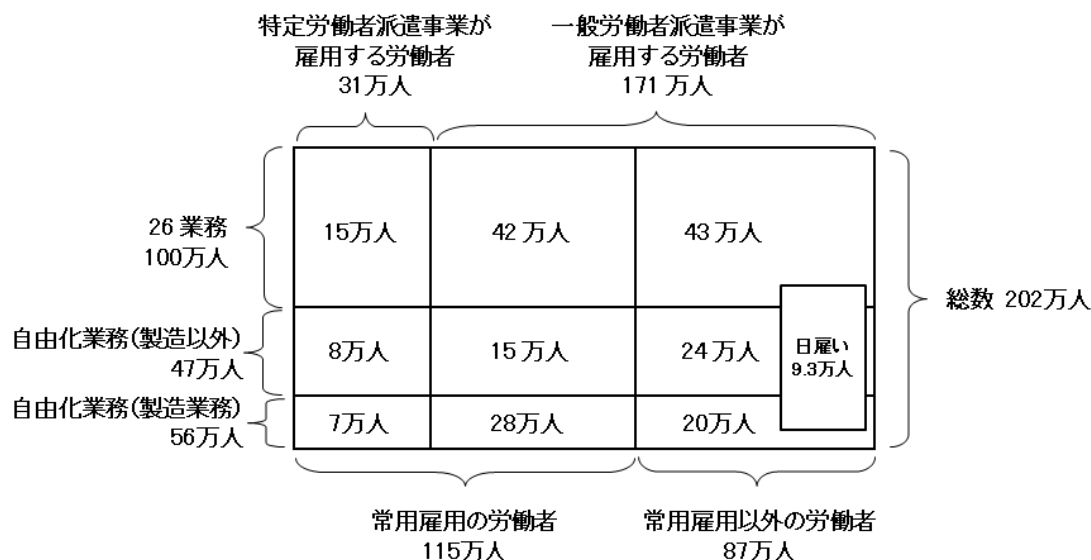 特定労働者派遣事業が
雇用する労働者
31万人
一般労働者派遣事業が
雇用する労働者
171 万人
26 業務
100万人
15万人
42 万人
43 万人
総数 202万人
自由化業務(製造以外)
47万人
8万人
15 万人
24 万人
日雇い
9.3万人
自由化業務(製造業務)
56万人
7万人
28万人
20万人
常用雇用の労働者
115万人
常用雇用以外の労働者
87万人